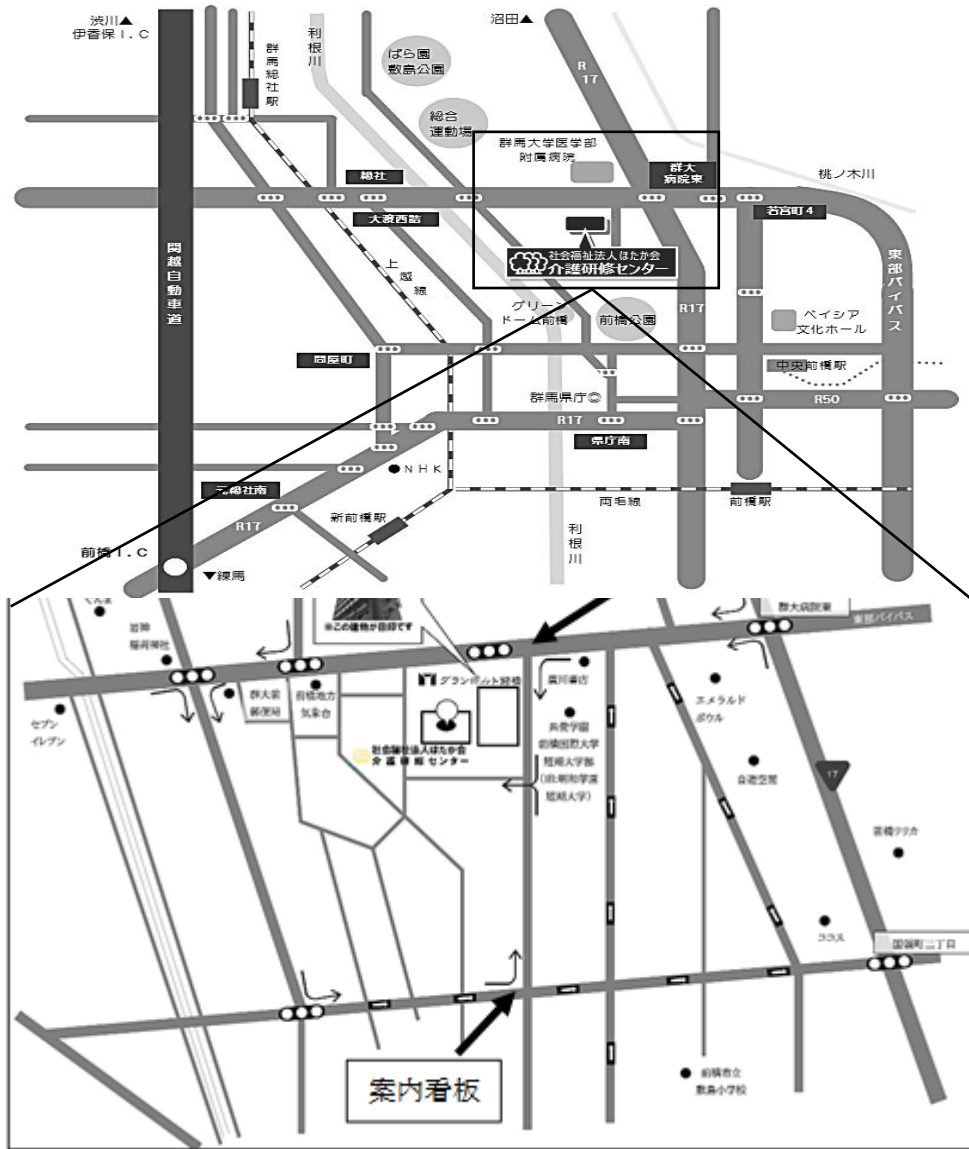 渋川▲
伊香保I.C
群馬総社駅
利根川
ばら園
敷島公園
総合
運動場
沼田▲
R17
群馬大学医学部
附属病院
群大
病院東
桃ノ木川
総社
大渡西詰
若宮町4
社会福祉法人ほたか会
介護研修センター
関越自動車道
上越線
東部バイパス
グリーン
ドーム前橋
前橋公園
R17
ベイシア
文化ホール
問屋町
中央前橋駅
群馬県庁◎
R50
R17
県庁南
NHK
元総社南
R17
新前橋駅
両毛線
前橋駅
利根川
前橋I.C
▼練馬
※この建物が目印です
群大病院東
東部バイパス
岩神
稲荷神社
セブン
イレブン
群大前
郵便局
前橋地方
気象台
社会福祉法人ほたか会
介護研修センター
廣川書店
共愛学園
前橋国際大学
短期大学部
(旧:明和学園
短期大学)
エメラルド
ボウル
自遊空間
17
前橋リリカ
ココス
国領町二丁目
案内看板
前橋市立
敷島小学校